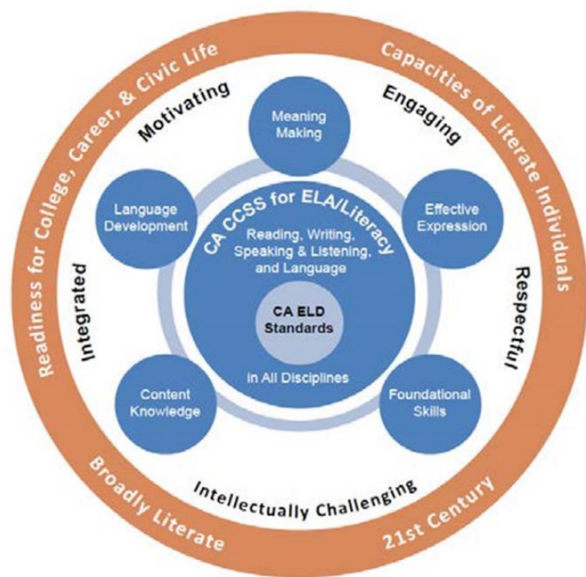 Readiness for College, Career, & Civic Life
Capacities of Literate Individuals
Broadly Literate
21st Century
Motivating
Engaging
Integrated
Respectful
Intellectually Challenging
Meaning
Making
Language
Development
Effective
Expression
Content
Knowledge
Foundational
Skills
CA CCSS for ELA/Literacy
Reading, Writing,
Speaking & Listening,
and Language
CA ELD
Standards
in All Disciplines